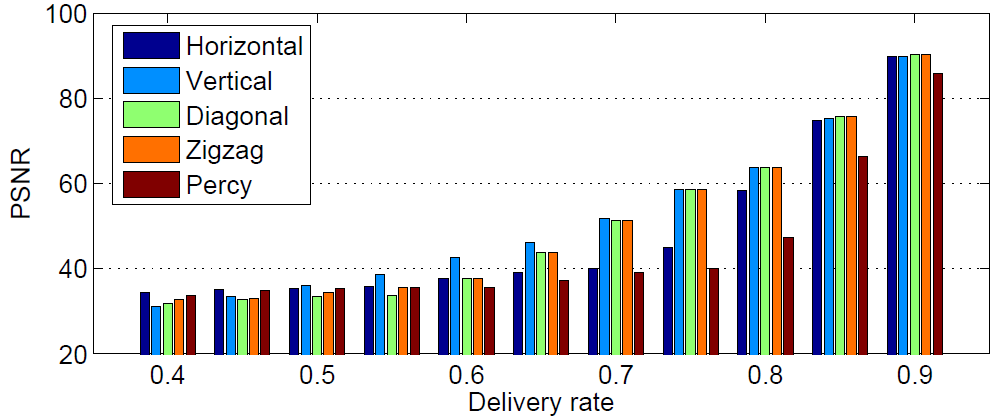 100
80
60
40
20
PSNR
Horizontal
Vertical
Diagonal
Zigzag
Percy
0.4 0.5 0.6 0.7 0.8 0.9
Delivery rate